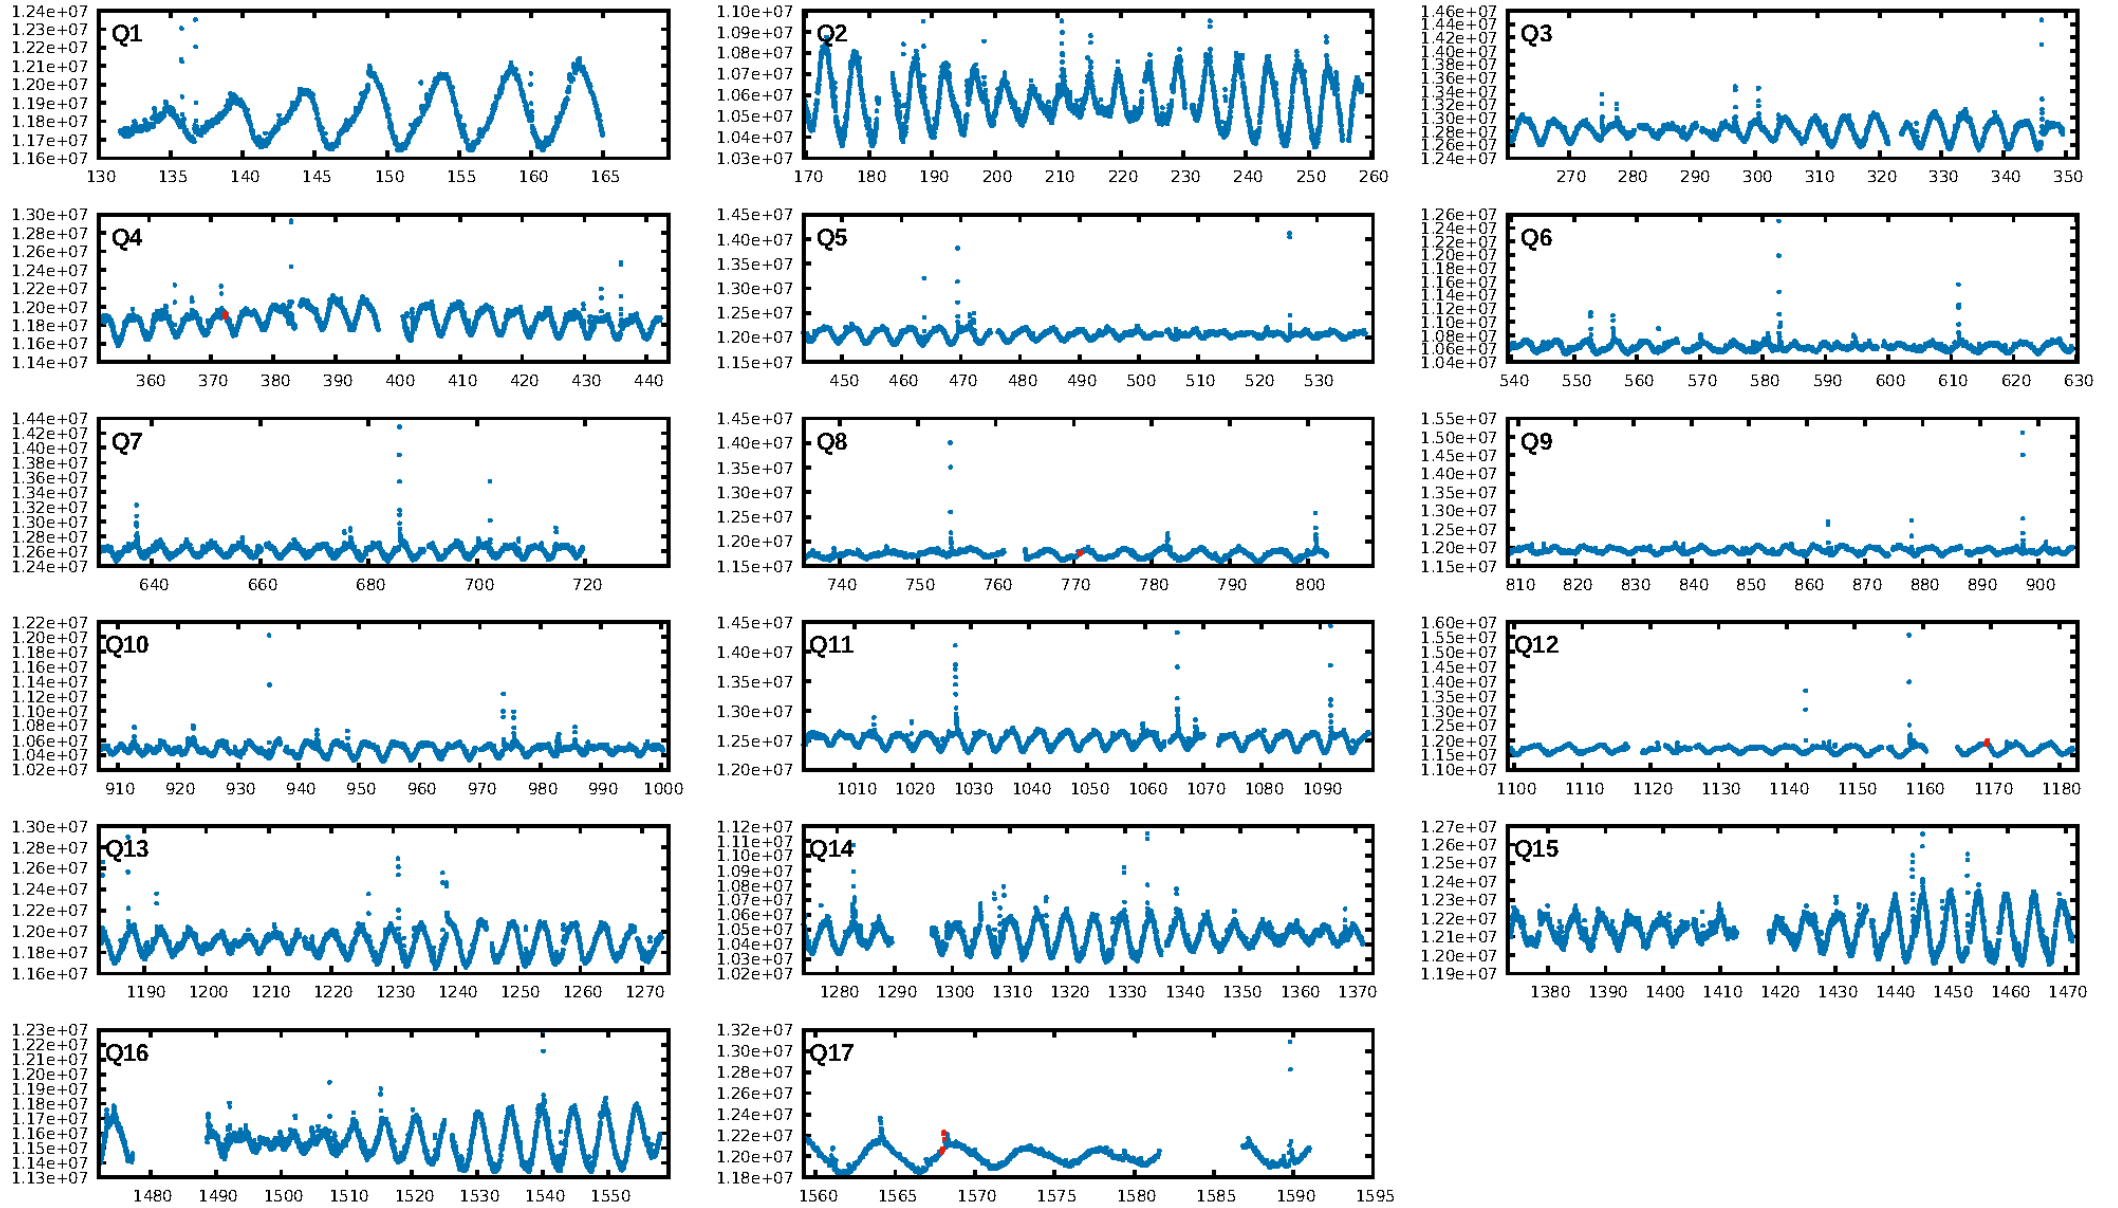 Q1
1.24e+07
1.23e+07
1.22e+07
1.21e+07
1.20e+07
1.19e+07
1.18e+07
1.17e+07
1.16e+07
130 135 140 145 150 155 160 165
Q2
1.10e+07
1.09e+07
1.08e+07
1.07e+07
1.06e+07
1.05e+07
1.04e+07
1.03e+07
170 180 190 200 210 220 230 240 250 260
Q3
1.46e+07
1.44e+07
1.42e+07
1.40e+07
1.38e+07
1.36e+07
1.34e+07
1.32e+07
1.30e+07
1.28e+07
1.26e+07
1.24e+07
270 280 290 300 310 320 330 340 350
Q4
1.30e+07
1.28e+07
1.26e+07
1.24e+07
1.22e+07
1.20e+07
1.18e+07
1.16e+07
1.14e+07
360 370 380 390 400 410 420 430 440
Q5
1.45e+07
1.40e+07
1.35e+07
1.30e+07
1.25e+07
1.20e+07
1.15e+07
450 460 470 480 490 500 510 520 530
Q6
1.26e+07
1.24e+07
1.22e+07
1.20e+07
1.18e+07
1.16e+07
1.14e+07
1.12e+07
1.10e+07
1.08e+07
1.06e+07
1.04e+07
540 550 560 570 580 590 600 610 620 630
Q7
1.44e+07
1.42e+07
1.40e+07
1.38e+07
1.36e+07
1.34e+07
1.32e+07
1.30e+07
1.28e+07
1.26e+07
1.24e+07
640 660 680 700 720
Q8
1.45e+07
1.40e+07
1.35e+07
1.30e+07
1.25e+07
1.20e+07
1.15e+07
740 750 760 770 780 790 800
Q9
1.55e+07
1.50e+07
1.45e+07
1.40e+07
1.35e+07
1.30e+07
1.25e+07
1.20e+07
1.15e+07
810 820 830 840 850 860 870 880 890 900
Q10
1.22e+07
1.20e+07
1.18e+07
1.16e+07
1.14e+07
1.12e+07
1.10e+07
1.08e+07
1.06e+07
1.04e+07
1.02e+07
910 920 930 940 950 960 970 980 990 1000
Q11
1.45e+07
1.40e+07
1.35e+07
1.30e+07
1.25e+07
1.20e+07
1010 1020 1030 1040 1050 1060 1070 1080 1090
Q12
1.60e+07
1.55e+07
1.50e+07
1.45e+07
1.40e+07
1.35e+07
1.30e+07
1.25e+07
1.20e+07
1.15e+07
1.10e+07
1100 1110 1120 1130 1140 1150 1160 1170 1180
Q13
1.30e+07
1.28e+07
1.26e+07
1.24e+07
1.22e+07
1.20e+07
1.18e+07
1.16e+07
1190 1200 1210 1220 1230 1240 1250 1260 1270
Q14
1.12e+07
1.11e+07
1.10e+07
1.09e+07
1.08e+07
1.07e+07
1.06e+07
1.05e+07
1.04e+07
1.03e+07
1.02e+07
1280 1290 1300 1310 1320 1330 1340 1350 1360 1370
Q15
1.27e+07
1.26e+07
1.25e+07
1.24e+07
1.23e+07
1.22e+07
1.21e+07
1.20e+07
1.19e+07
1380 1390 1400 1410 1420 1430 1440 1450 1460 1470
Q16
1.23e+07
1.22e+07
1.21e+07
1.20e+07
1.19e+07
1.18e+07
1.17e+07
1.16e+07
1.15e+07
1.14e+07
1.13e+07
1480 1490 1500 1510 1520 1530 1540 1550
Q17
1.32e+07
1.30e+07
1.28e+07
1.26e+07
1.24e+07
1.22e+07
1.20e+07
1.18e+07
1560 1565 1570 1575 1580 1585 1590 1595